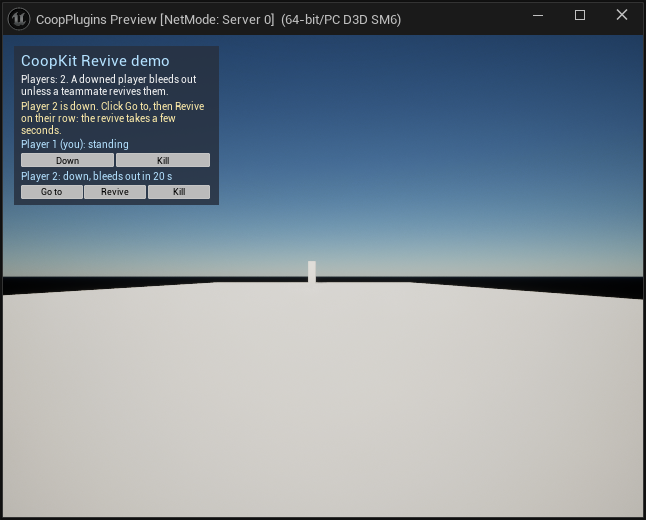 CoopPlugins Preview [NetMode: Server 0]  (64-bit/PC D3D SM6)
CoopKit Revive demo
Players: 2. A downed player bleeds out
unless a teammate revives them.
Player 2 is down. Click Go to, then Revive
on their row: the revive takes a few
seconds.
Player 1 (you): standing
Down Kill
Player 2: down, bleeds out in 20 s
Go to Revive Kill